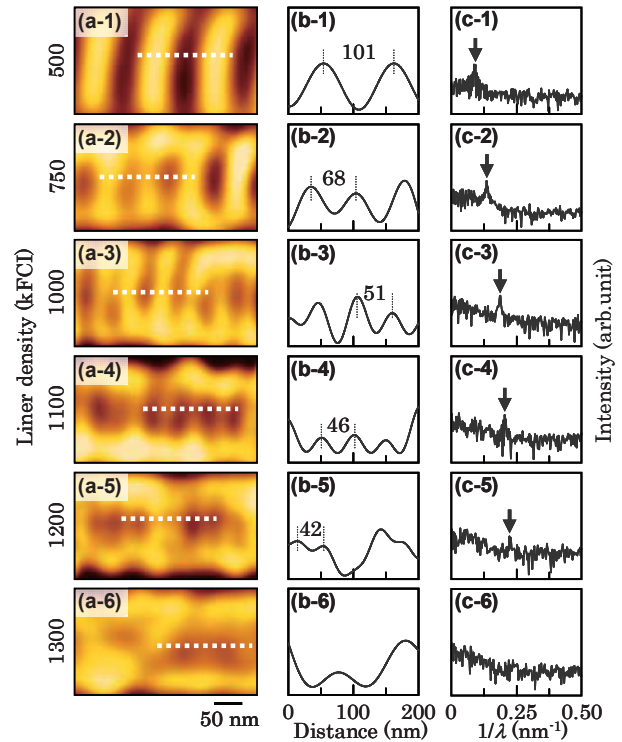 (a-1) (b-1) (c-1)
500
101
(a-2) (b-2) (c-2)
750
68
(a-3) (b-3) (c-3)
1000
51
(a-4) (b-4) (c-4)
1100
46
(a-5) (b-5) (c-5)
1200
42
(a-6) (b-6) (c-6)
1300
Liner density (kFCI)
Intensity (arb.unit)
50 nm
0 100 200
Distance (nm)
0 0.25 0.50
1/λ (nm⁻¹)